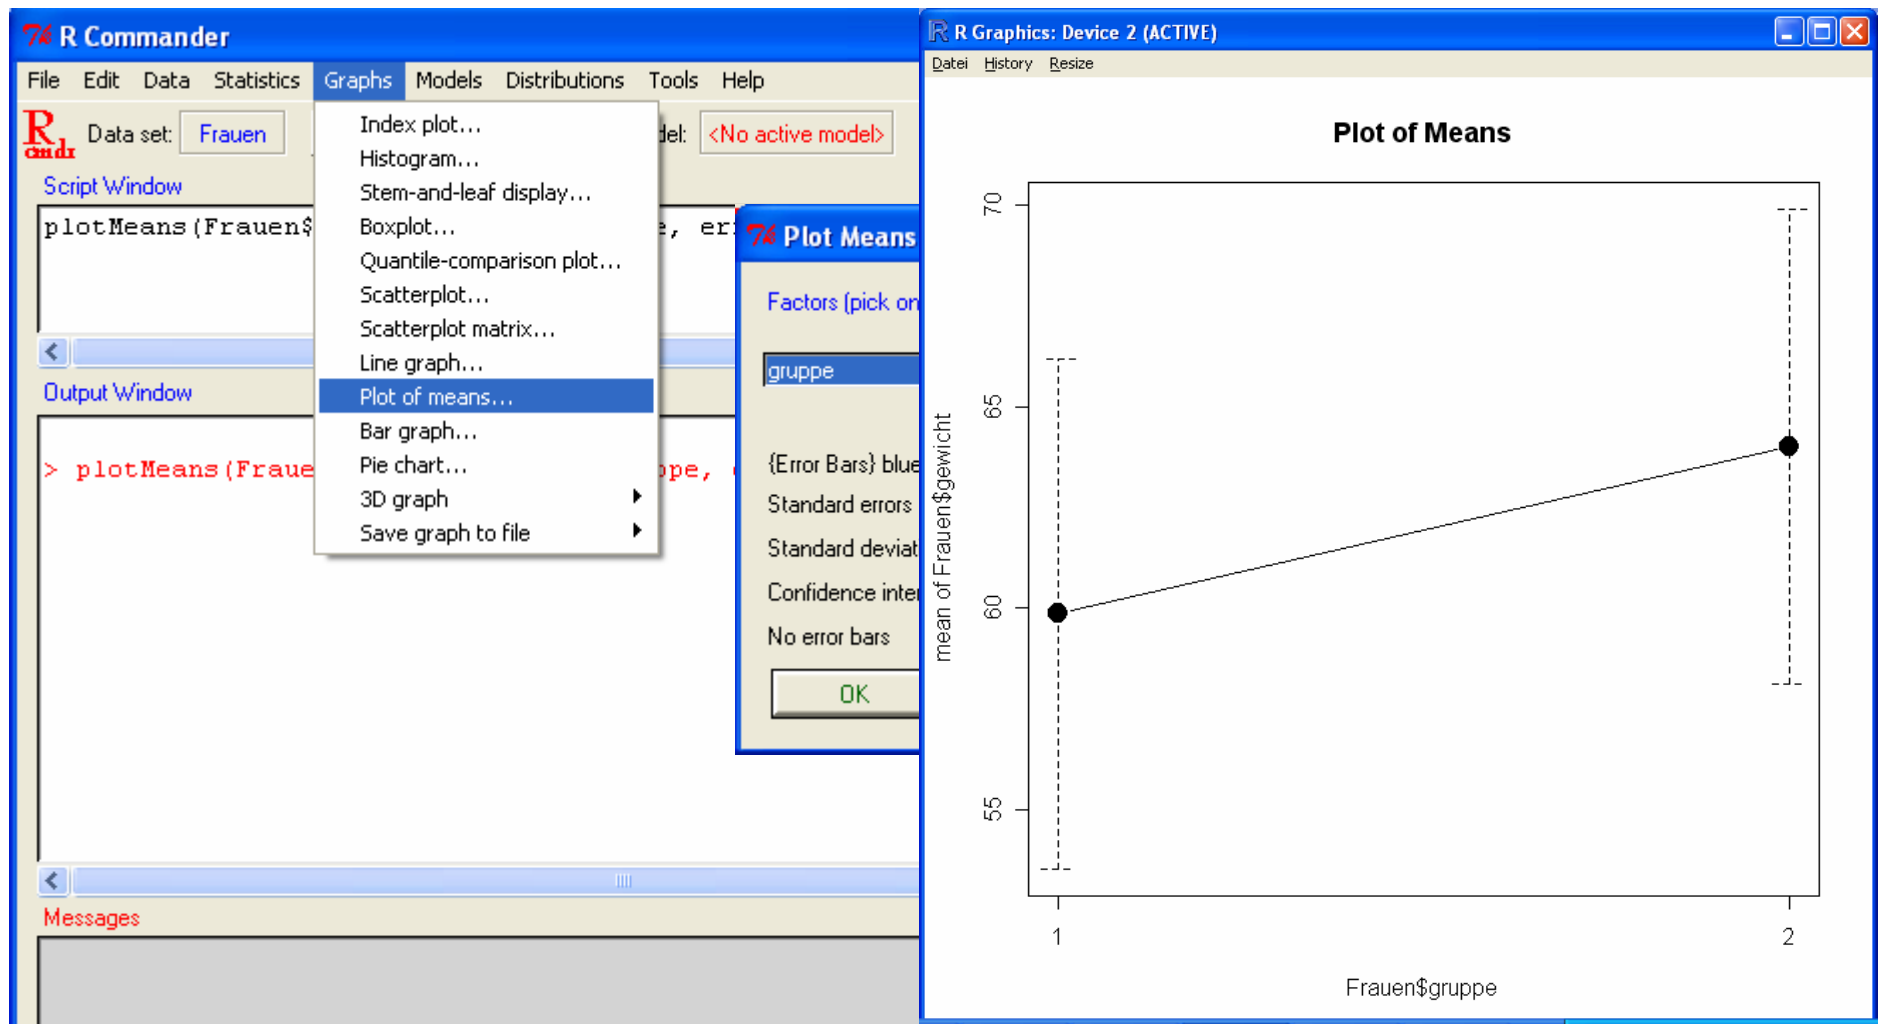 R Commander
File Edit Data Statistics Graphs Models Distributions Tools Help
R
cmdr
Data set: Frauen
<No active model>
Script Window
plotMeans(Frauen$
Output Window
> plotMeans(Fraue
Messages
Index plot...
Histogram...
Stem-and-leaf display...
Boxplot...
Quantile-comparison plot...
Scatterplot...
Scatterplot matrix...
Line graph...
Plot of means...
Bar graph...
Pie chart...
3D graph
Save graph to file
Plot Means
Factors (pick on
gruppe
{Error Bars} blue
Standard errors
Standard deviat
Confidence inter
No error bars
OK
R Graphics: Device 2 (ACTIVE)
Datei History Resize
Plot of Means
mean of Frauen$gewicht
70
65
60
55
1 2
Frauen$gruppe